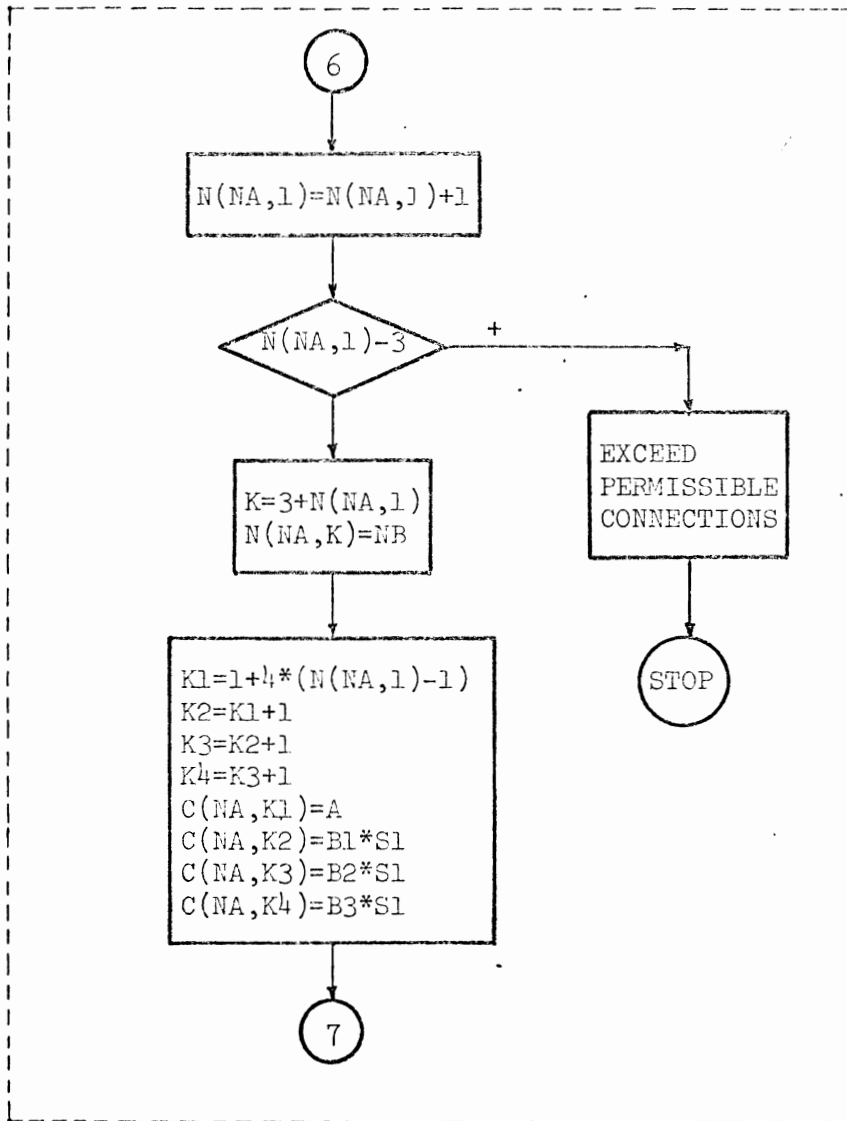 6
N(NA,1)=N(NA,1)+1
N(NA,1)-3
+
K=3+N(NA,1)
N(NA,K)=NB
EXCEED
PERMISSIBLE
CONNECTIONS
STOP
K1=1+4*(N(NA,1)-1)
K2=K1+1
K3=K2+1
K4=K3+1
C(NA,K1)=A
C(NA,K2)=B1*S1
C(NA,K3)=B2*S1
C(NA,K4)=B3*S1
7